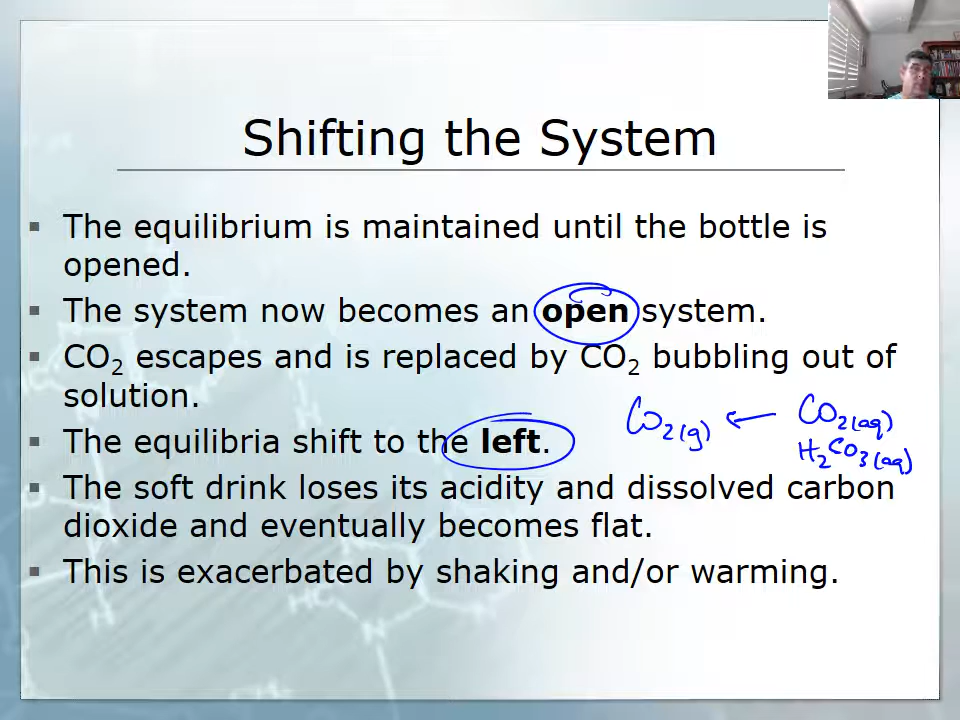 Shifting the System
▪ The equilibrium is maintained until the bottle is
opened.
▪ The system now becomes an open system.
▪ CO₂ escapes and is replaced by CO₂ bubbling out of
solution.
▪ The equilibria shift to the left.
CO₂(g) ← CO₂(aq)
H₂CO₃(aq)
▪ The soft drink loses its acidity and dissolved carbon
dioxide and eventually becomes flat.
▪ This is exacerbated by shaking and/or warming.
HC
N